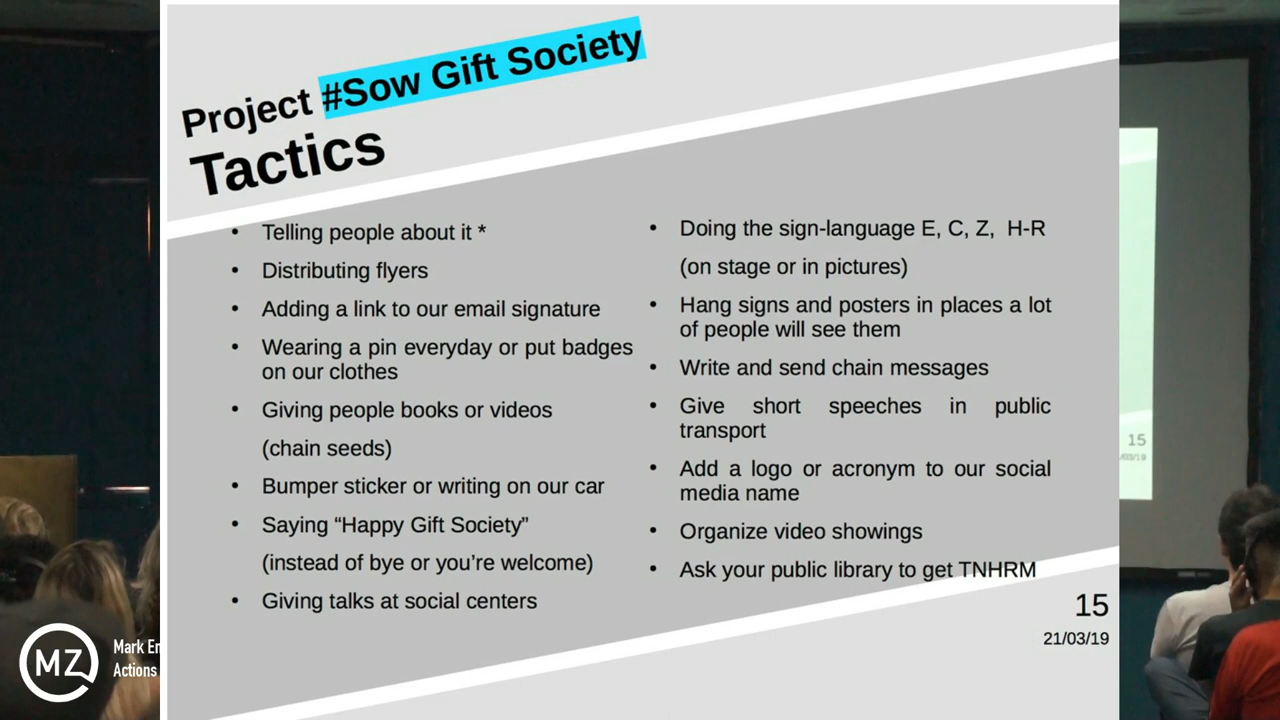 Project #Sow Gift Society
Tactics
• Telling people about it *
• Distributing flyers
• Adding a link to our email signature
• Wearing a pin everyday or put badges
on our clothes
• Giving people books or videos
(chain seeds)
• Bumper sticker or writing on our car
• Saying “Happy Gift Society”
(instead of bye or you’re welcome)
• Giving talks at social centers
• Doing the sign-language E, C, Z,  H-R
(on stage or in pictures)
• Hang signs and posters in places a lot
of people will see them
• Write and send chain messages
• Give short speeches in public
transport
• Add a logo or acronym to our social
media name
• Organize video showings
• Ask your public library to get TNHRM
15
21/03/19
15
/03/19
MZ
Mark En
Actions